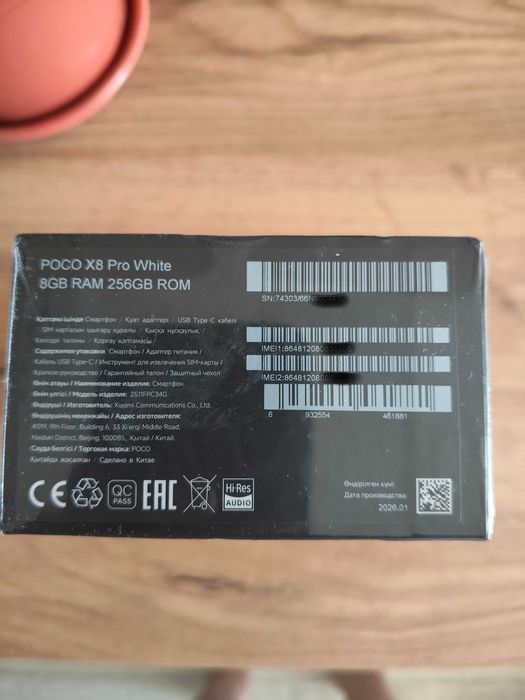 POCO X8 Pro White
8GB RAM 256GB ROM
SN:74303/66N9
IMEI1:86481208
IMEI2:86481208
6 932554 461881
Қаптама ішінде Смартфон / Қуат адаптері / USB Type-C кабелі
SIM картасын шығару құралы / Қысқа нұсқаулық /
Кепілдік талоны / Қорғау қаптамасы
Содержимое упаковки Смартфон / Адаптер питания /
Кабель USB Type-C / Инструмент для извлечения SIM-карты /
Краткое руководство / Гарантийный талон / Защитный чехол
Өнім атауы / Наименование изделия: Смартфон
Өнім үлгісі / Модель изделия: 2511FPC34G
Өндіруші / Изготовитель: Xiaomi Communications Co., Ltd.
Өндірушінің мекенжайы / Адрес изготовителя:
#019, 9th Floor, Building 6, 33 Xi'erqi Middle Road,
Haidian District, Beijing, 100085, Қытай / Китай.
Сауда белгісі / Торговая марка: POCO
Қытайда жасалған / Сделано в Китае
CE
QC
PASS
EAC
Hi-Res
AUDIO
Өндірілген күні:
Дата производства:
2026.01